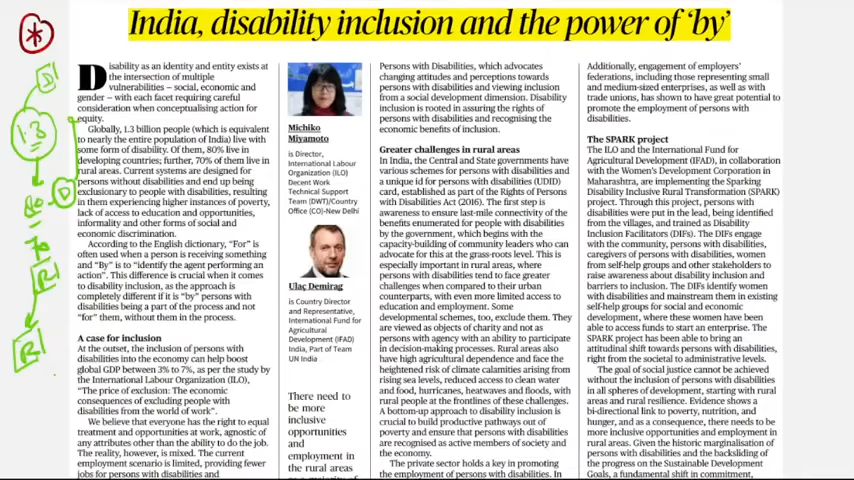 India, disability inclusion and the power of ‘by’
Disability as an identity and entity exists at
the intersection of multiple
vulnerabilities – social, economic and
gender – with each facet requiring careful
consideration when conceptualising action for
equity.
Globally, 1.3 billion people (which is equivalent
to nearly the entire population of India) live with
some form of disability. Of them, 80% live in
developing countries; further, 70% of them live in
rural areas. Current systems are designed for
persons without disabilities and end up being
exclusionary to people with disabilities, resulting
in them experiencing higher instances of poverty,
lack of access to education and opportunities,
informality and other forms of social and
economic discrimination.
According to the English dictionary, “For” is
often used when a person is receiving something
and “By” is to “identify the agent performing an
action”. This difference is crucial when it comes
to disability inclusion, as the approach is
completely different if it is “by” persons with
disabilities being a part of the process and not
“for” them, without them in the process.
A case for inclusion
At the outset, the inclusion of persons with
disabilities into the economy can help boost
global GDP between 3% to 7%, as per the study by
the International Labour Organization (ILO),
“The price of exclusion: The economic
consequences of excluding people with
disabilities from the world of work”.
We believe that everyone has the right to equal
treatment and opportunities at work, agnostic of
any attributes other than the ability to do the job.
The reality, however, is mixed. The current
employment scenario is limited, providing fewer
jobs for persons with disabilities and
Michiko
Miyamoto
is Director,
International Labour
Organization (ILO)
Decent Work
Technical Support
Team (DWT)/Country
Office (CO)-New Delhi
Ulaç Demirag
is Country Director
and Representative,
International Fund for
Agricultural
Development (IFAD)
India, Part of Team
UN India
There need to
be more
inclusive
opportunities
and
employment in
the rural areas
Persons with Disabilities, which advocates
changing attitudes and perceptions towards
persons with disabilities and viewing inclusion
from a social development dimension. Disability
inclusion is rooted in assuring the rights of
persons with disabilities and recognising the
economic benefits of inclusion.
Greater challenges in rural areas
In India, the Central and State governments have
various schemes for persons with disabilities and
a unique id for persons with disabilities (UDID)
card, established as part of the Rights of Persons
with Disabilities Act (2016). The first step is
awareness to ensure last-mile connectivity of the
benefits enumerated for people with disabilities
by the government, which begins with the
capacity-building of community leaders who can
advocate for this at the grass-roots level. This is
especially important in rural areas, where
persons with disabilities tend to face greater
challenges when compared to their urban
counterparts, with even more limited access to
education and employment. Some
developmental schemes, too, exclude them. They
are viewed as objects of charity and not as
persons with agency with an ability to participate
in decision-making processes. Rural areas also
have high agricultural dependence and face the
heightened risk of climate calamities arising from
rising sea levels, reduced access to clean water
and food, hurricanes, heatwaves and floods, with
rural people at the frontlines of these challenges.
A bottom-up approach to disability inclusion is
crucial to build productive pathways out of
poverty and ensure that persons with disabilities
are recognised as active members of society and
the economy.
The private sector holds a key in promoting
the employment of persons with disabilities. In
Additionally, engagement of employers’
federations, including those representing small
and medium-sized enterprises, as well as with
trade unions, has shown to have great potential to
promote the employment of persons with
disabilities.
The SPARK project
The ILO and the International Fund for
Agricultural Development (IFAD), in collaboration
with the Women’s Development Corporation in
Maharashtra, are implementing the Sparking
Disability Inclusive Rural Transformation (SPARK)
project. Through this project, persons with
disabilities were put in the lead, being identified
from the villages, and trained as Disability
Inclusion Facilitators (DIFs). The DIFs engage
with the community, persons with disabilities,
caregivers of persons with disabilities, women
from self-help groups and other stakeholders to
raise awareness about disability inclusion and
barriers to inclusion. The DIFs identify women
with disabilities and mainstream them in existing
self-help groups for social and economic
development, where these women have been
able to access funds to start an enterprise. The
SPARK project has been able to bring an
attitudinal shift towards persons with disabilities,
right from the societal to administrative levels.
The goal of social justice cannot be achieved
without the inclusion of persons with disabilities
in all spheres of development, starting with rural
areas and rural resilience. Evidence shows a
bi-directional link to poverty, nutrition, and
hunger, and as a consequence, there needs to be
more inclusive opportunities and employment in
rural areas. Given the historic marginalisation of
persons with disabilities and the backsliding of
the progress on the Sustainable Development
Goals, a fundamental shift in commitment,
D
1.3
80
D
70
R
R